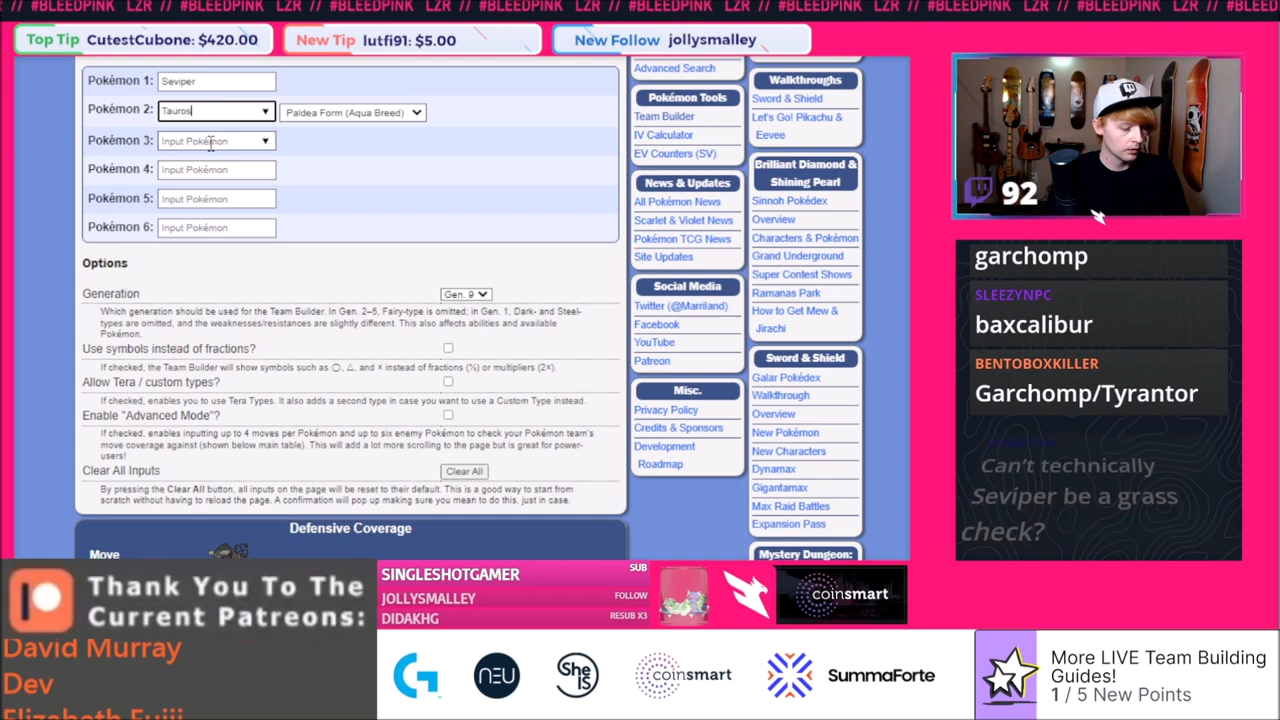 // #BLEEDPINK LZR // #BLEEDPINK LZR // #BLEEDPINK LZR // #BLEEDPINK LZR // #BLEEDPINK LZR // #BLEEDPINK LZR // #BLEED
Top Tip CutestCubone: $420.00
New Tip lutfi91: $5.00
New Follow jollysmalley
Pokémon 1: Seviper
Pokémon 2: Tauros Paldea Form (Aqua Breed)
Pokémon 3: Input Pokémon
Pokémon 4: Input Pokémon
Pokémon 5: Input Pokémon
Pokémon 6: Input Pokémon
Options
Generation Gen. 9
Which generation should be used for the Team Builder. In Gen. 2–5, Fairy-type is omitted; in Gen. 1, Dark- and Steel-
types are omitted, and the weaknesses/resistances are slightly different. This also affects abilities and available
Pokémon.
Use symbols instead of fractions?
If checked, the Team Builder will show symbols such as ◯, △, and × instead of fractions (½) or multipliers (2×).
Allow Tera / custom types?
If checked, enables you to use Tera Types. It also adds a second type in case you want to use a Custom Type instead.
Enable "Advanced Mode"?
If checked, enables inputting up to 4 moves per Pokémon and up to six enemy Pokémon to check your Pokémon team's
move coverage against (shown below main table). This will add a lot more scrolling to the page but is great for power-
users!
Clear All Inputs Clear All
By pressing the Clear All button, all inputs on the page will be reset to their default. This is a good way to start from
scratch without having to reload the page. A confirmation will pop up making sure you mean to do this, just in case.
Defensive Coverage
Move
Advanced Search
Pokémon Tools
Team Builder
IV Calculator
EV Counters (SV)
News & Updates
All Pokémon News
Scarlet & Violet News
Pokémon TCG News
Site Updates
Social Media
Twitter (@Marriland)
Facebook
YouTube
Patreon
Misc.
Privacy Policy
Credits & Sponsors
Development
Roadmap
Walkthroughs
Sword & Shield
Let's Go! Pikachu &
Eevee
Brilliant Diamond &
Shining Pearl
Sinnoh Pokédex
Overview
Characters & Pokémon
Grand Underground
Super Contest Shows
Ramanas Park
How to Get Mew &
Jirachi
Sword & Shield
Galar Pokédex
Walkthrough
Overview
New Pokémon
New Characters
Dynamax
Gigantamax
Max Raid Battles
Expansion Pass
Mystery Dungeon:
92
garchomp
SLEEZYNPC
baxcalibur
BENTOBOXKILLER
Garchomp/Tyrantor
Can't technically
Seviper be a grass
check?
Thank You To The
Current Patreons:
David Murray
Dev
Elizabeth Fujii
SINGLESHOTGAMER SUB
JOLLYSMALLEY FOLLOW
DIDAKHG RESUB X3
coinsmart
G
NEU
She IS
coinsmart
SummaForte
More LIVE Team Building
Guides!
1 / 5 New Points